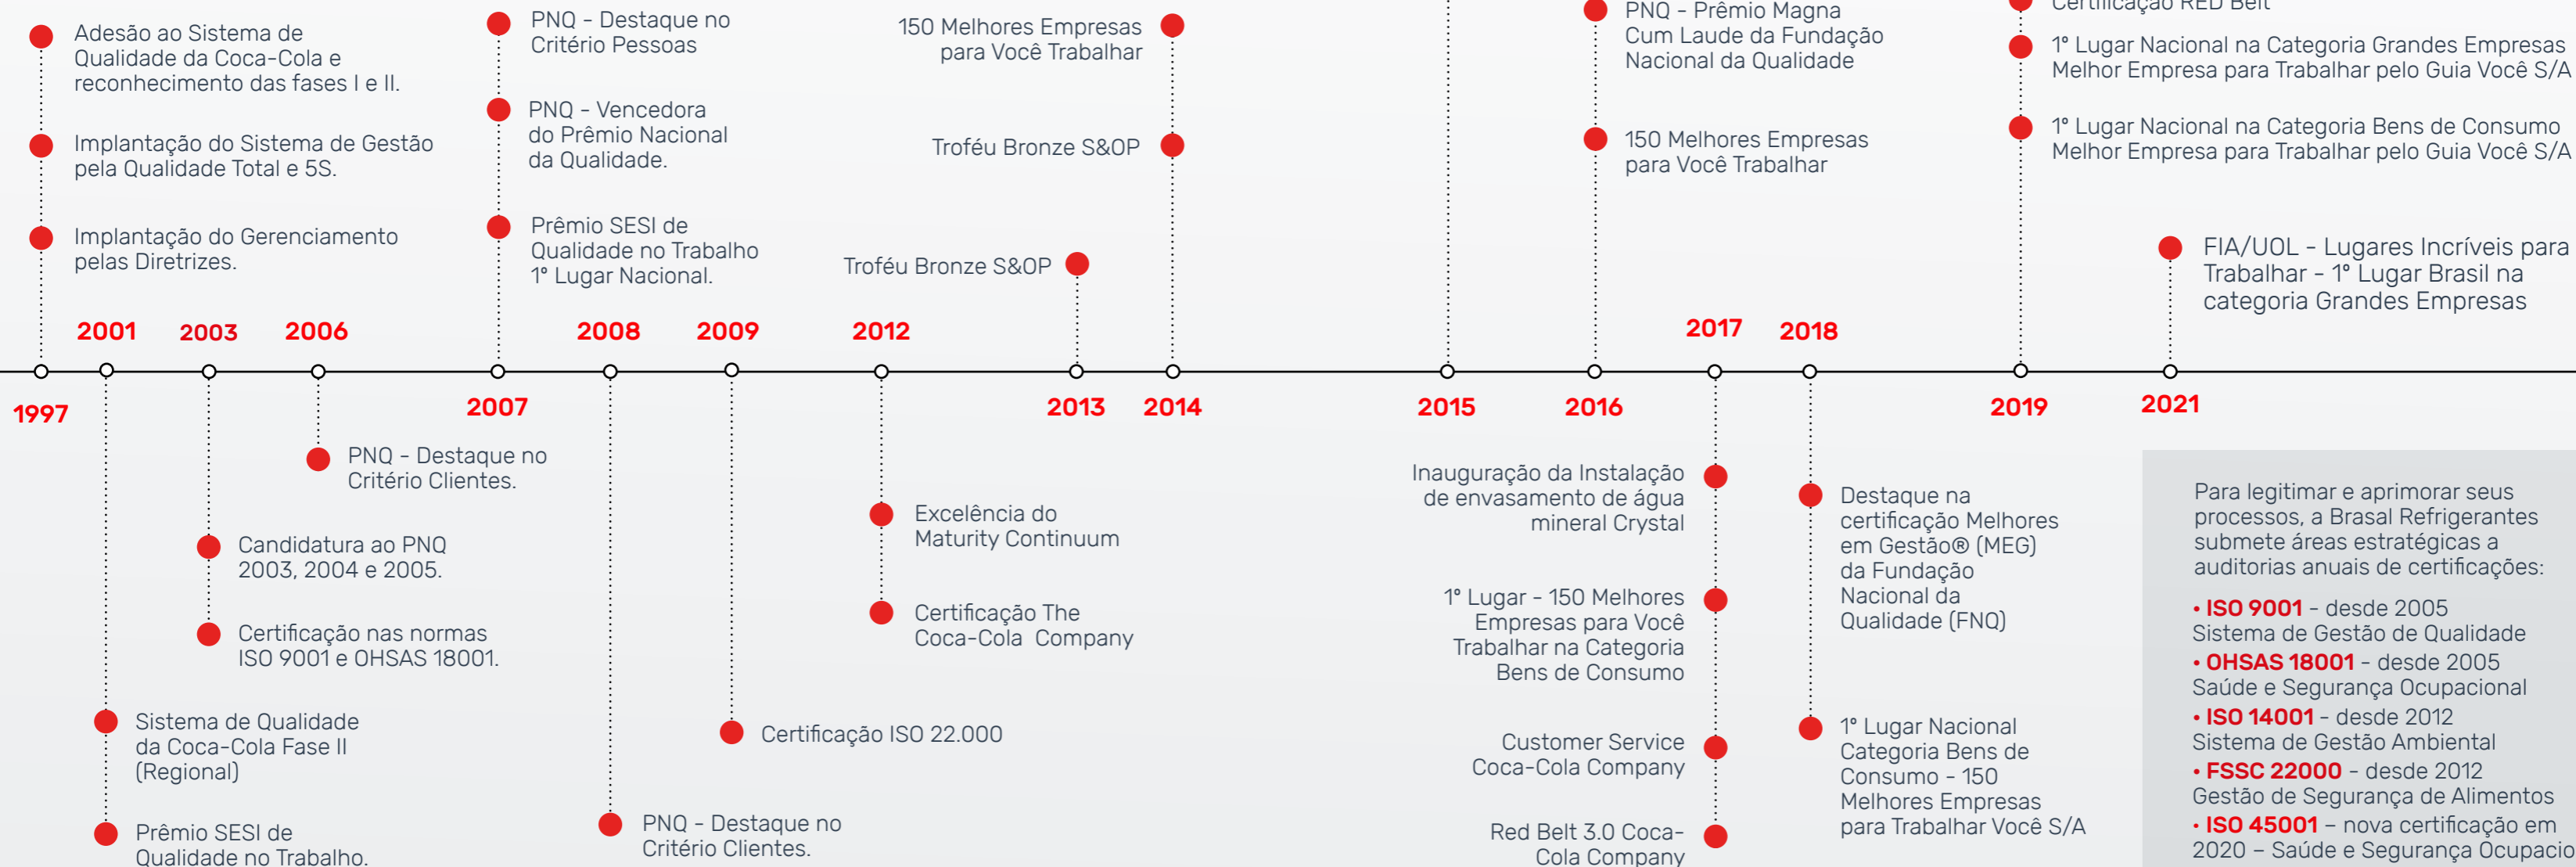 Adesão ao Sistema de
Qualidade da Coca-Cola e
reconhecimento das fases I e II.
Implantação do Sistema de Gestão
pela Qualidade Total e 5S.
Implantação do Gerenciamento
pelas Diretrizes.
1997
2001
Sistema de Qualidade
da Coca-Cola Fase II
(Regional)
Prêmio SESI de
Qualidade no Trabalho.
2003
Candidatura ao PNQ
2003, 2004 e 2005.
Certificação nas normas
ISO 9001 e OHSAS 18001.
2006
PNQ - Destaque no
Critério Clientes.
PNQ - Destaque no
Critério Pessoas
PNQ - Vencedora
do Prêmio Nacional
da Qualidade.
Prêmio SESI de
Qualidade no Trabalho
1º Lugar Nacional.
2007
2008
PNQ - Destaque no
Critério Clientes.
2009
Certificação ISO 22.000
2012
Excelência do
Maturity Continuum
Certificação The
Coca-Cola Company
Troféu Bronze S&OP
2013
150 Melhores Empresas
para Você Trabalhar
Troféu Bronze S&OP
2014
2015
PNQ - Prêmio Magna
Cum Laude da Fundação
Nacional da Qualidade
150 Melhores Empresas
para Você Trabalhar
2016
2017
Inauguração da Instalação
de envasamento de água
mineral Crystal
1º Lugar - 150 Melhores
Empresas para Você
Trabalhar na Categoria
Bens de Consumo
Customer Service
Coca-Cola Company
Red Belt 3.0 Coca-
Cola Company
2018
Destaque na
certificação Melhores
em Gestão® (MEG)
da Fundação
Nacional da
Qualidade (FNQ)
1º Lugar Nacional
Categoria Bens de
Consumo - 150
Melhores Empresas
para Trabalhar Você S/A
Certificação RED Belt
1º Lugar Nacional na Categoria Grandes Empresas
Melhor Empresa para Trabalhar pelo Guia Você S/A
1º Lugar Nacional na Categoria Bens de Consumo
Melhor Empresa para Trabalhar pelo Guia Você S/A
2019
FIA/UOL - Lugares Incríveis para
Trabalhar - 1º Lugar Brasil na
categoria Grandes Empresas
2021
Para legitimar e aprimorar seus
processos, a Brasal Refrigerantes
submete áreas estratégicas a
auditorias anuais de certificações:
• ISO 9001 - desde 2005
Sistema de Gestão de Qualidade
• OHSAS 18001 - desde 2005
Saúde e Segurança Ocupacional
• ISO 14001 - desde 2012
Sistema de Gestão Ambiental
• FSSC 22000 - desde 2012
Gestão de Segurança de Alimentos
• ISO 45001 – nova certificação em
2020 – Saúde e Segurança Ocupacio